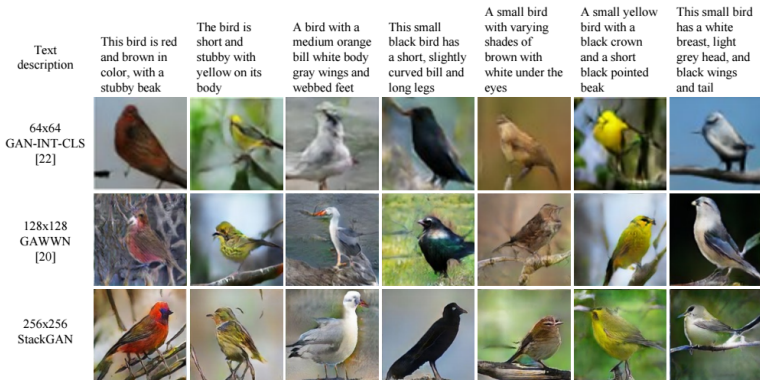 Text
description
This bird is red
and brown in
color, with a
stubby beak
The bird is
short and
stubby with
yellow on its
body
A bird with a
medium orange
bill white body
gray wings and
webbed feet
This small
black bird has
a short, slightly
curved bill and
long legs
A small bird
with varying
shades of
brown with
white under the
eyes
A small yellow
bird with a
black crown
and a short
black pointed
beak
This small bird
has a white
breast, light
grey head, and
black wings
and tail
64x64
GAN-INT-CLS
[22]
128x128
GAWWN
[20]
256x256
StackGAN